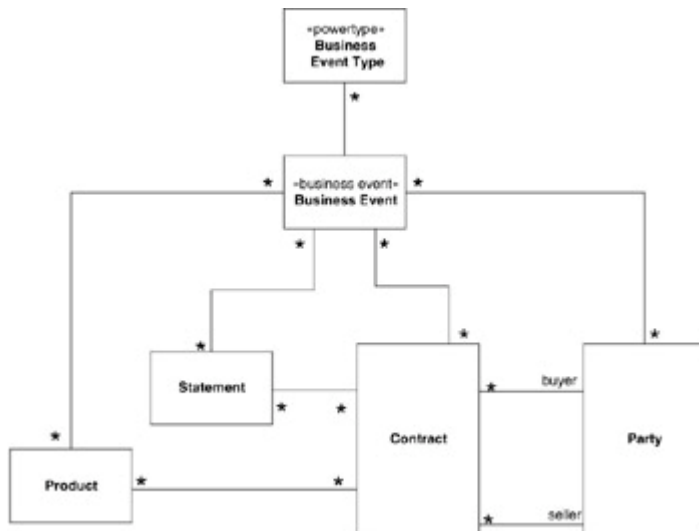 «powertype»
Business
Event Type
*
* «business event» *
Business Event
* *
* * *
Statement
* buyer
* *
Contract Party
*
Product * *
* seller